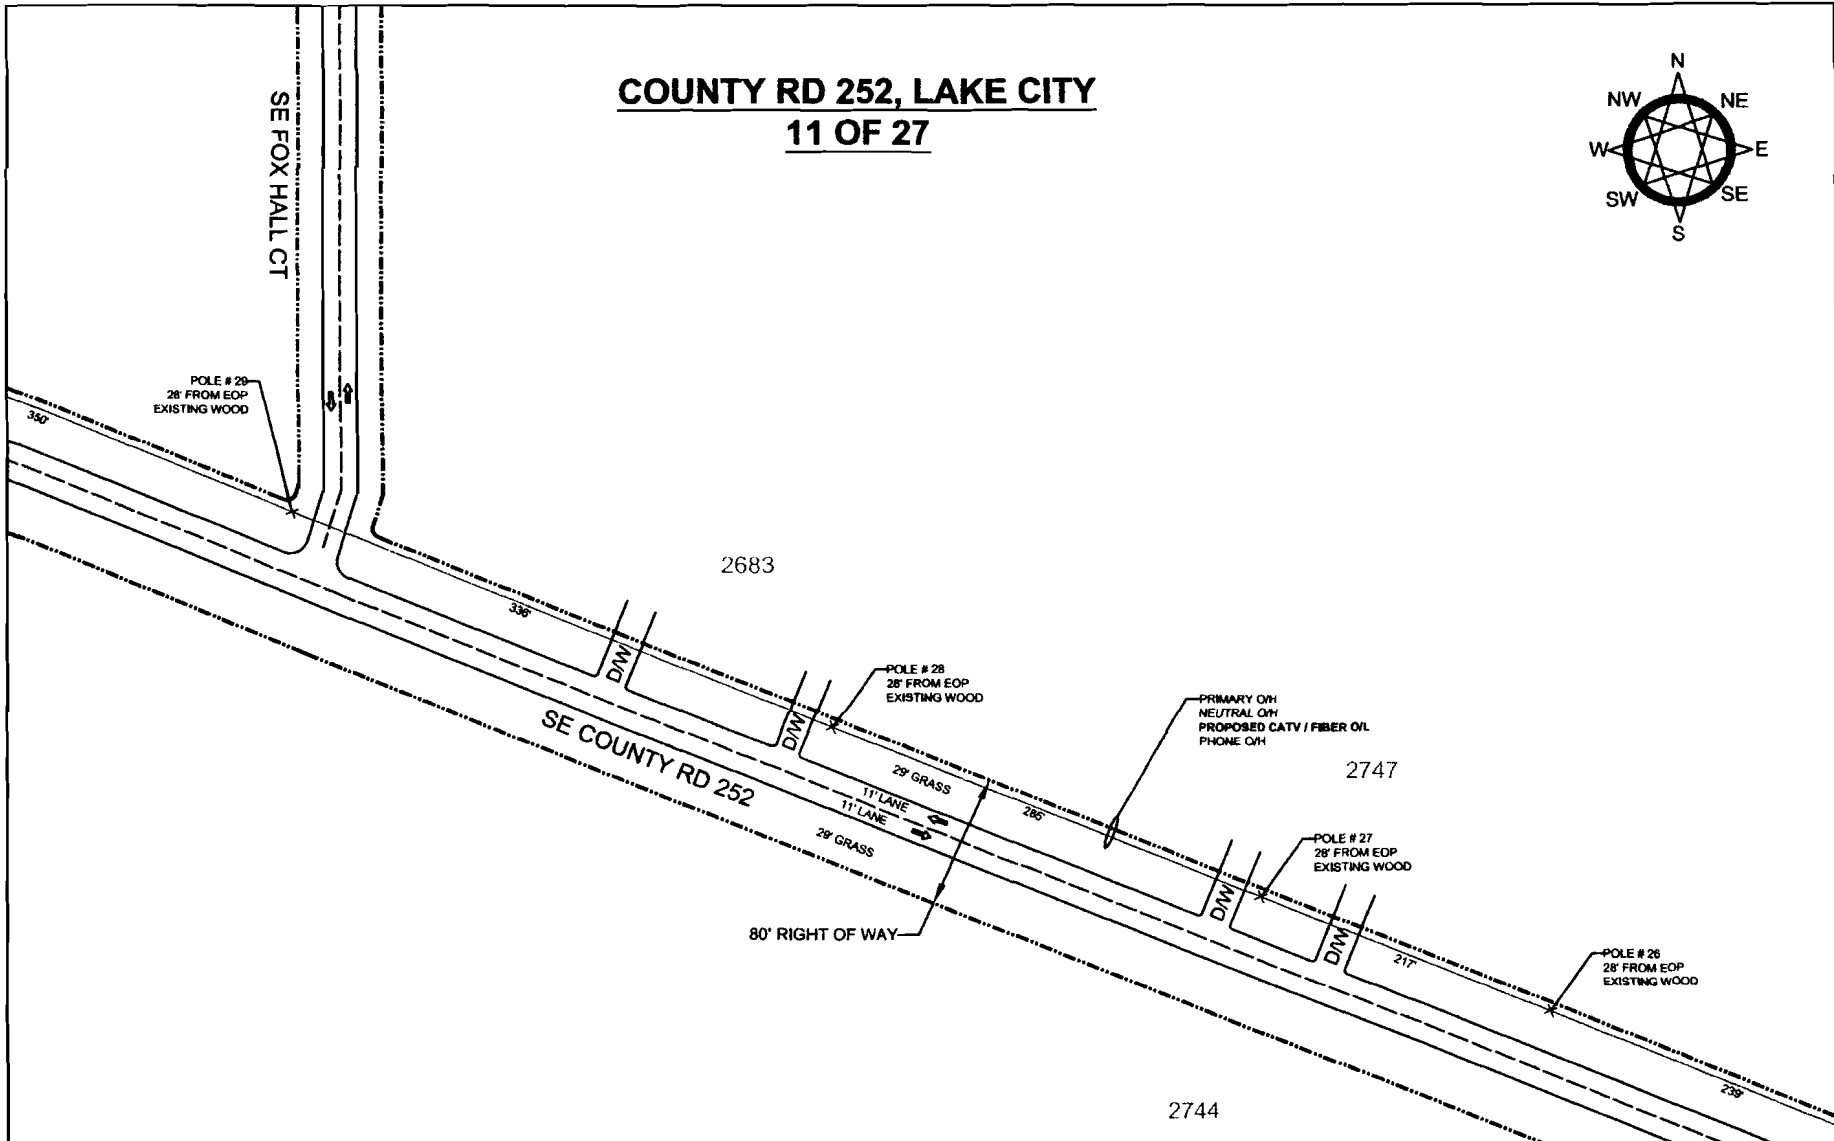 COUNTY RD 252, LAKE CITY
11 OF 27
N
NW
NE
W
E
SW
SE
S
SE FOX HALL CT
POLE # 29
28' FROM EOP
EXISTING WOOD
350'
2683
336'
D/W
D/W
POLE # 28
28' FROM EOP
EXISTING WOOD
PRIMARY O/H
NEUTRAL O/H
PROPOSED CATV / FIBER O/L
PHONE O/H
SE COUNTY RD 252
29' GRASS
11' LANE
11' LANE
29' GRASS
285'
2747
POLE # 27
28' FROM EOP
EXISTING WOOD
80' RIGHT OF WAY
D/W
D/W
217'
POLE # 26
28' FROM EOP
EXISTING WOOD
239'
2744